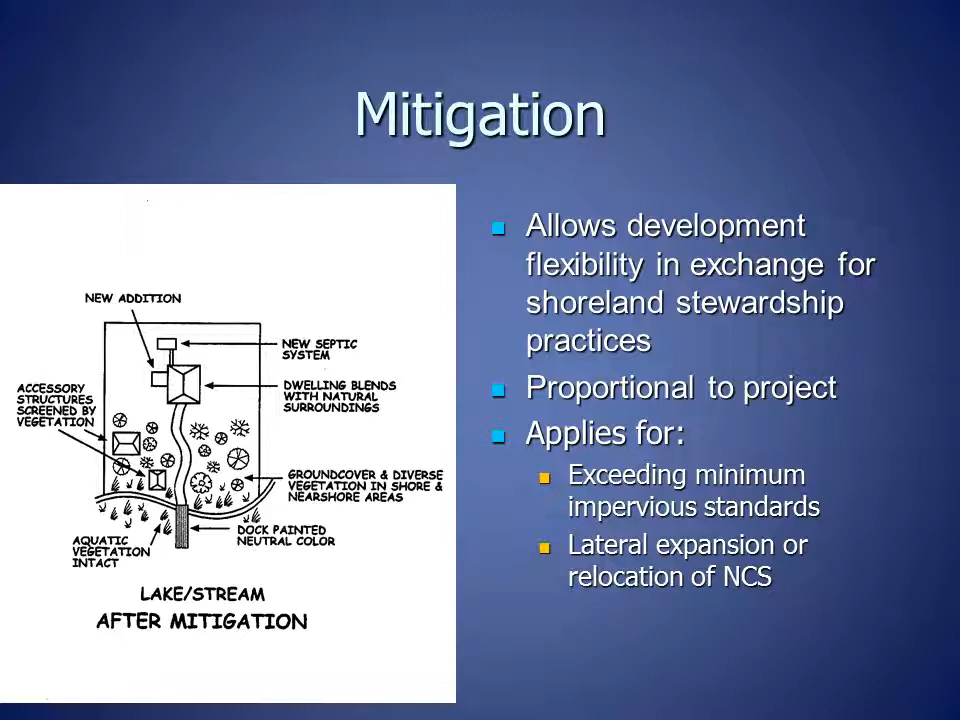 Mitigation
NEW ADDITION
NEW SEPTIC
SYSTEM
DWELLING BLENDS
WITH NATURAL
SURROUNDINGS
ACCESSORY
STRUCTURES
SCREENED BY
VEGETATION
GROUNDCOVER & DIVERSE
VEGETATION IN SHORE &
NEARSHORE AREAS
DOCK PAINTED
NEUTRAL COLOR
AQUATIC
VEGETATION
INTACT
LAKE/STREAM
AFTER MITIGATION
Allows development
flexibility in exchange for
shoreland stewardship
practices
Proportional to project
Applies for:
Exceeding minimum
impervious standards
Lateral expansion or
relocation of NCS